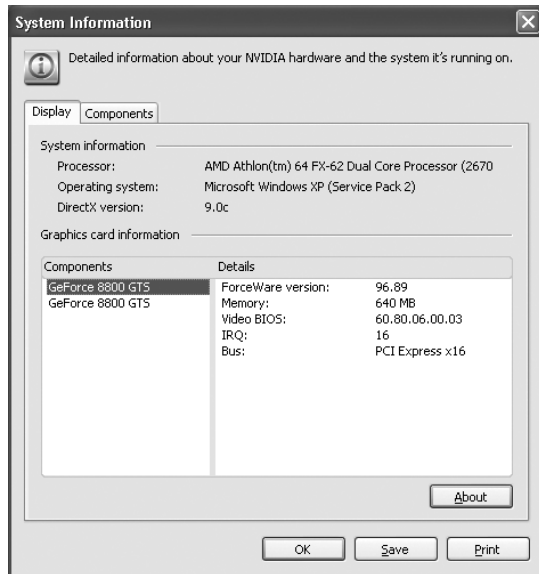 System Information
Detailed information about your NVIDIA hardware and the system it's running on.
Display Components
System information
Processor: AMD Athlon(tm) 64 FX-62 Dual Core Processor (2670
Operating system: Microsoft Windows XP (Service Pack 2)
DirectX version: 9.0c
Graphics card information
Components Details
GeForce 8800 GTS ForceWare version: 96.89
GeForce 8800 GTS Memory: 640 MB
Video BIOS: 60.80.06.00.03
IRQ: 16
Bus: PCI Express x16
About
OK Save Print